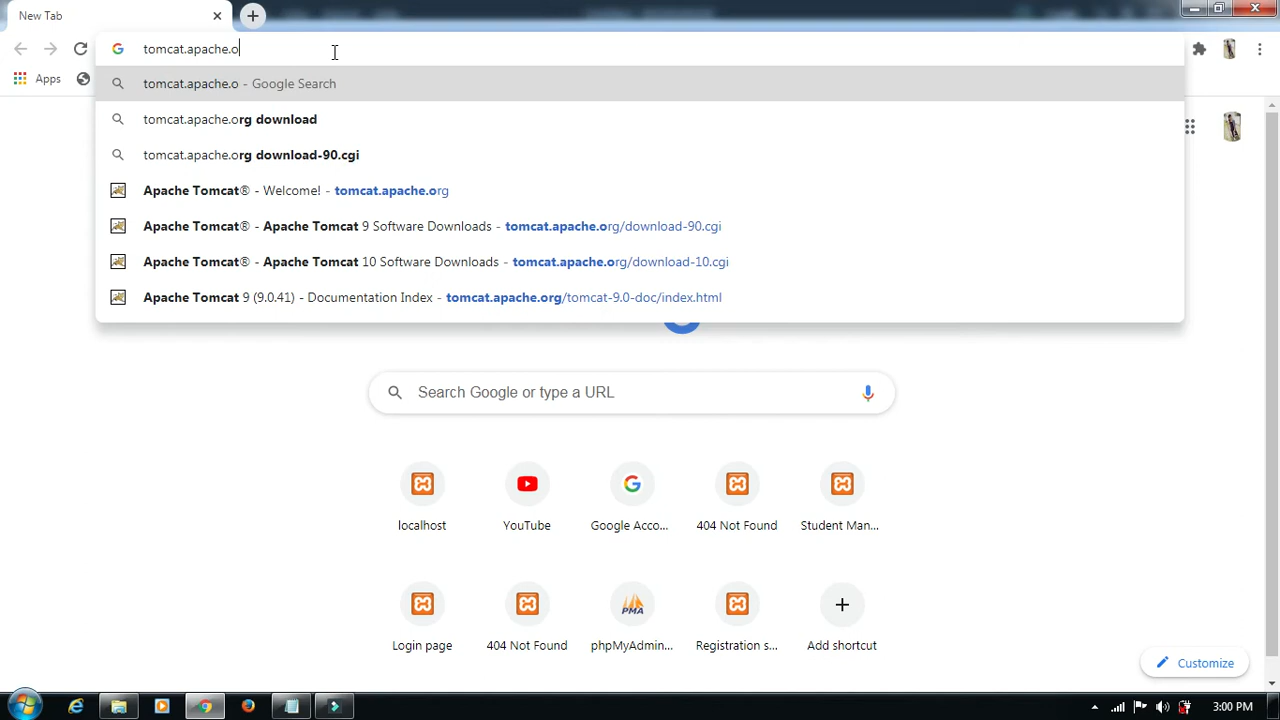 New Tab
tomcat.apache.o
Apps
tomcat.apache.o - Google Search
tomcat.apache.org download
tomcat.apache.org download-90.cgi
Apache Tomcat® - Welcome! - tomcat.apache.org
Apache Tomcat® - Apache Tomcat 9 Software Downloads - tomcat.apache.org/download-90.cgi
Apache Tomcat® - Apache Tomcat 10 Software Downloads - tomcat.apache.org/download-10.cgi
Apache Tomcat 9 (9.0.41) - Documentation Index - tomcat.apache.org/tomcat-9.0-doc/index.html
Search Google or type a URL
localhost YouTube Google Acco... 404 Not Found Student Man...
PMA
Login page 404 Not Found phpMyAdmin... Registration s... Add shortcut
Customize
3:00 PM